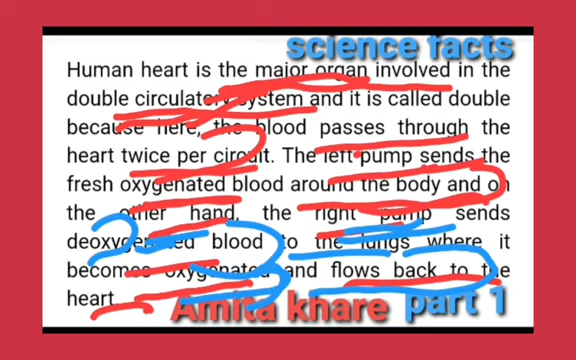 science facts
Human heart is the major organ involved in the
double circulatory system and it is called double
because here, the blood passes through the
heart twice per circuit. The left pump sends the
fresh oxygenated blood around the body and on
the other hand, the right pump sends
deoxygenated blood to the lungs where it
becomes oxygenated and flows back to the
heart.
Amita khare part 1